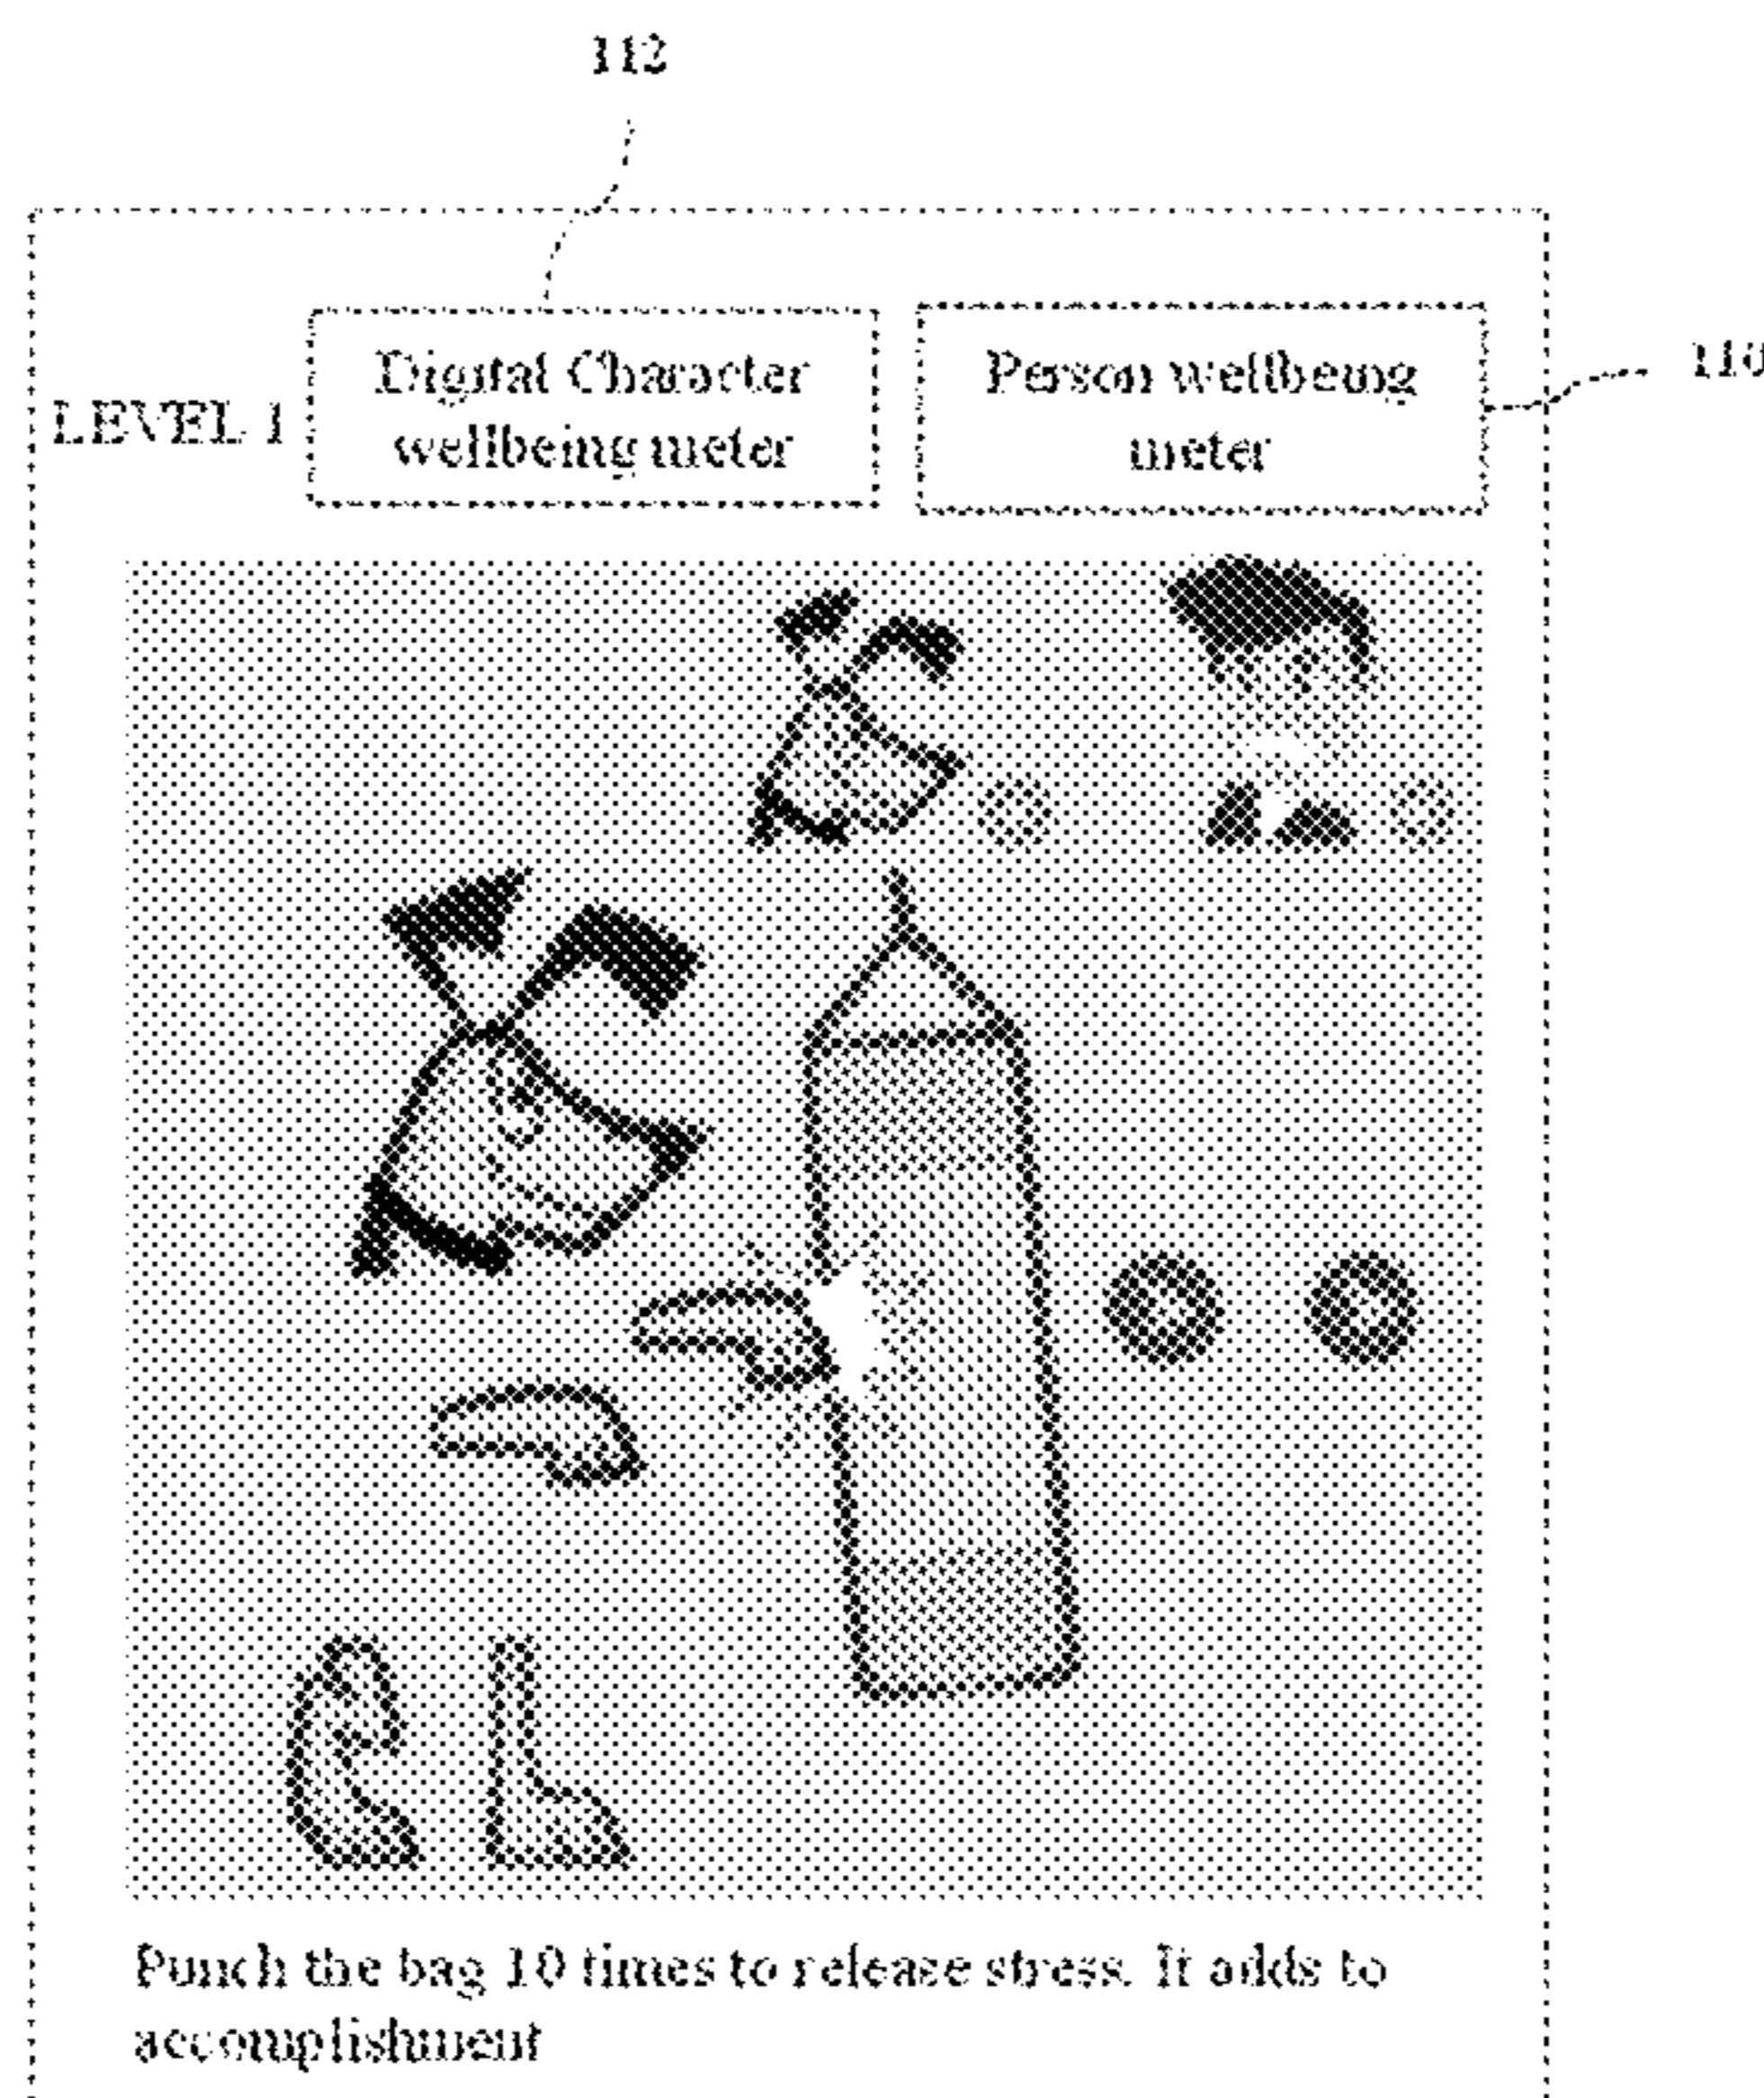 112
Digital Character
wellbeing meter
Person wellbeing
meter
LEVEL 1
Punch the bag 10 times to release stress. It adds to
accomplishment